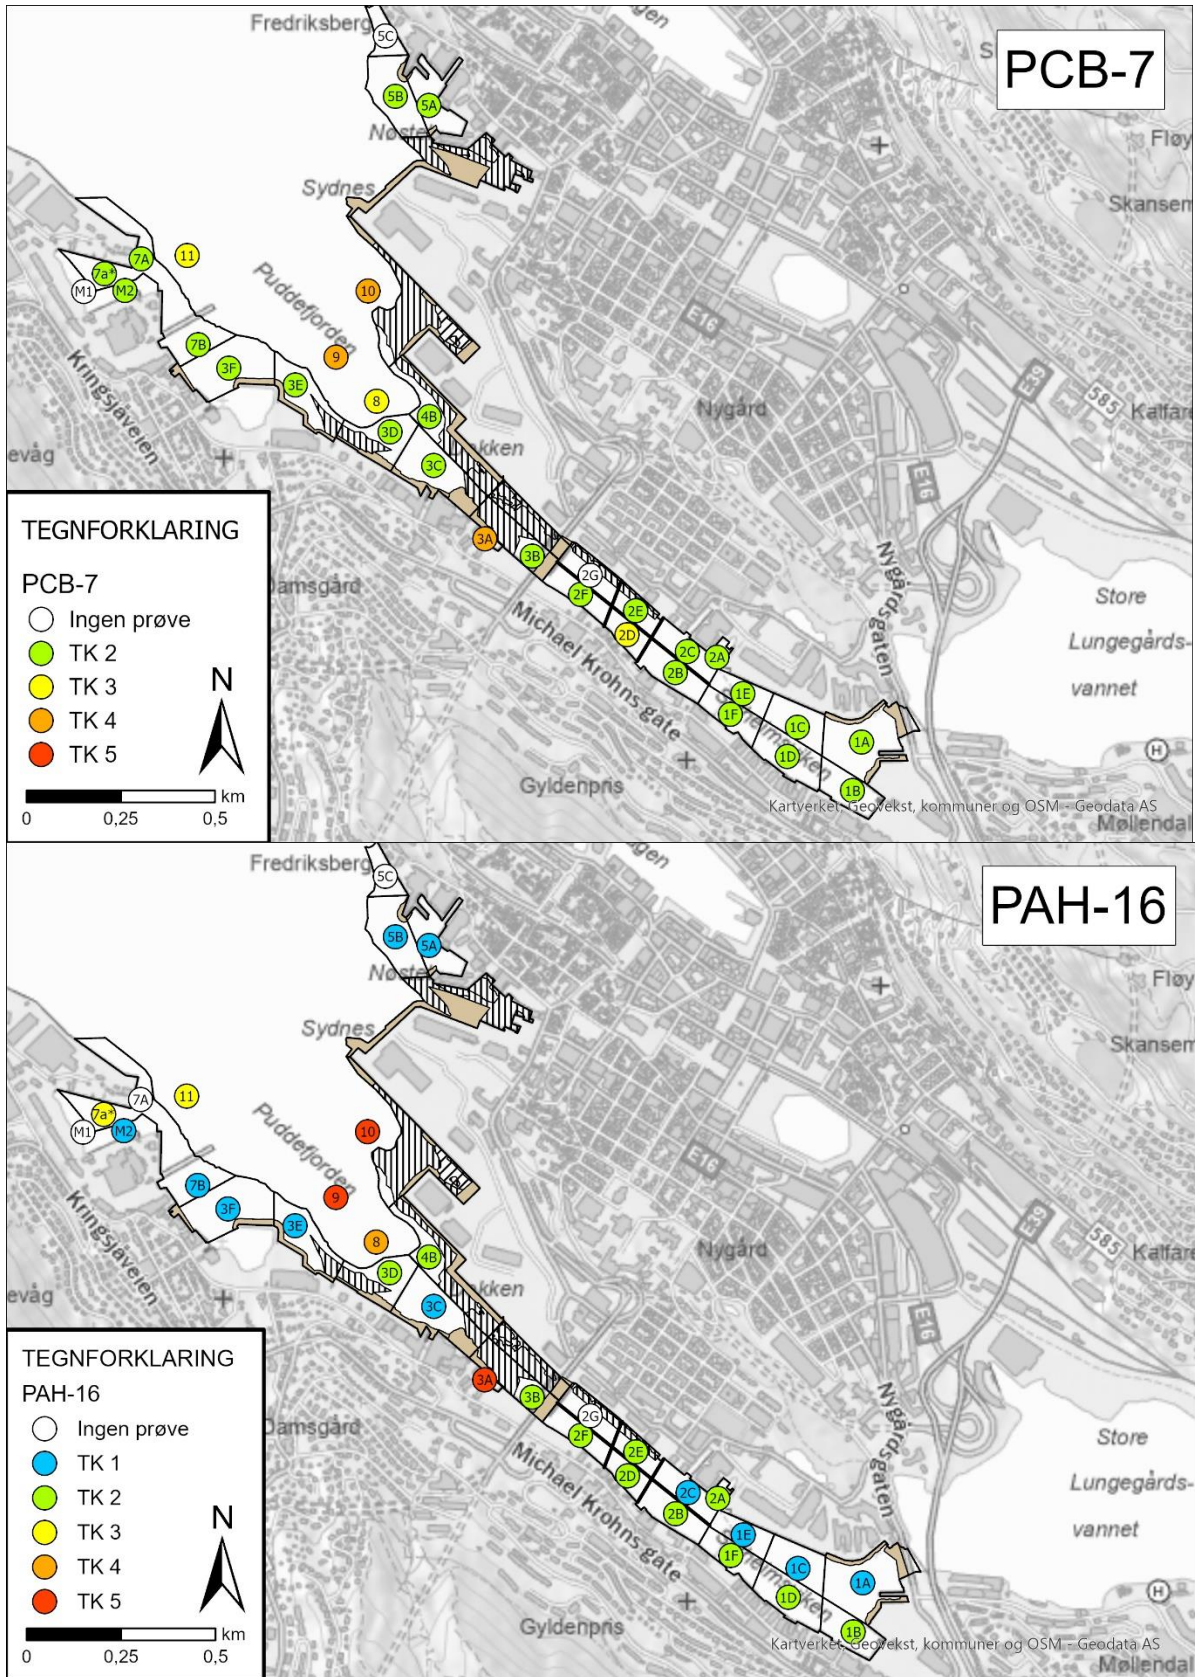 PCB-7
Fredriksberg
5C
5B
5A
Nøstet
Sydnes
Fløy
Skansem
7A
11
7a*
M1
M2
Puddefjorden
10
E16
7B
9
3F
3E
8
4B
3D
3C
Nygård
E39
585
Kalfare
Kringsjåveien
evåg
E16
3A
3B
2G
2F
2E
2D
2C
2A
2B
1E
1F
1C
1D
1A
1B
Damsgård
Michael Krohns gate
Nygårdsgaten
Store
Lungegårds-
vannet
Gyldenpris
H
Møllendal
Kartverket, Geovekst, kommuner og OSM - Geodata AS
TEGNFORKLARING
PCB-7
Ingen prøve
TK 2
TK 3
TK 4
TK 5
N
km
0
0,25
0,5
PAH-16
Fredriksberg
5C
5B
5A
Nøstet
Sydnes
Fløy
Skansem
7A
11
7a*
M1
M2
Puddefjorden
10
E16
7B
9
3F
3E
8
4B
3D
3C
Nygård
E39
585
Kalfare
Kringsjåveien
evåg
E16
3A
3B
2G
2F
2E
2D
2C
2A
2B
1E
1F
1C
1D
1A
1B
Damsgård
Michael Krohns gate
Nygårdsgaten
Store
Lungegårds-
vannet
Gyldenpris
H
Møllendal
Kartverket, Geovekst, kommuner og OSM - Geodata AS
TEGNFORKLARING
PAH-16
Ingen prøve
TK 1
TK 2
TK 3
TK 4
TK 5
N
km
0
0,25
0,5